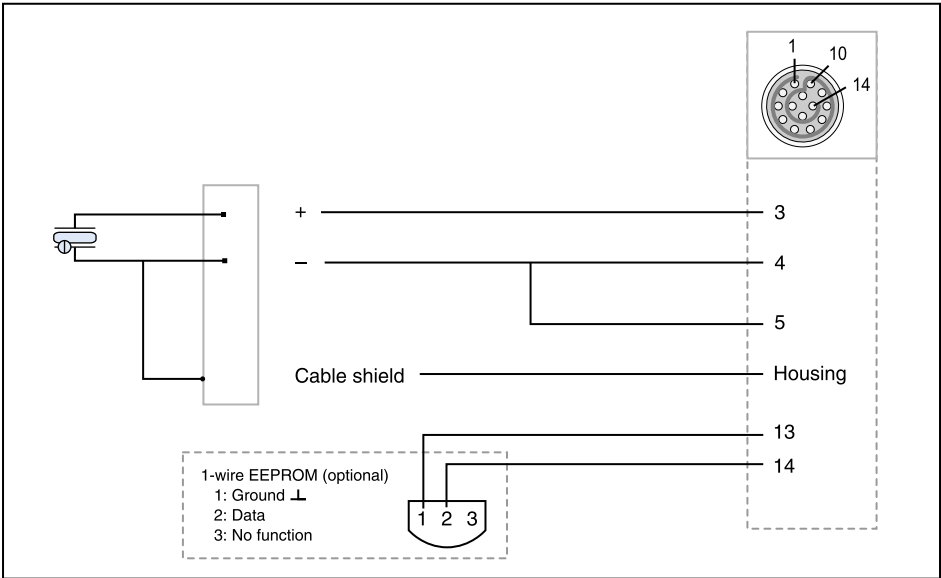 1
10
14
+
3
–
4
5
Cable shield
Housing
13
14
1-wire EEPROM (optional)
1: Ground ⊥
2: Data
3: No function
1 2 3